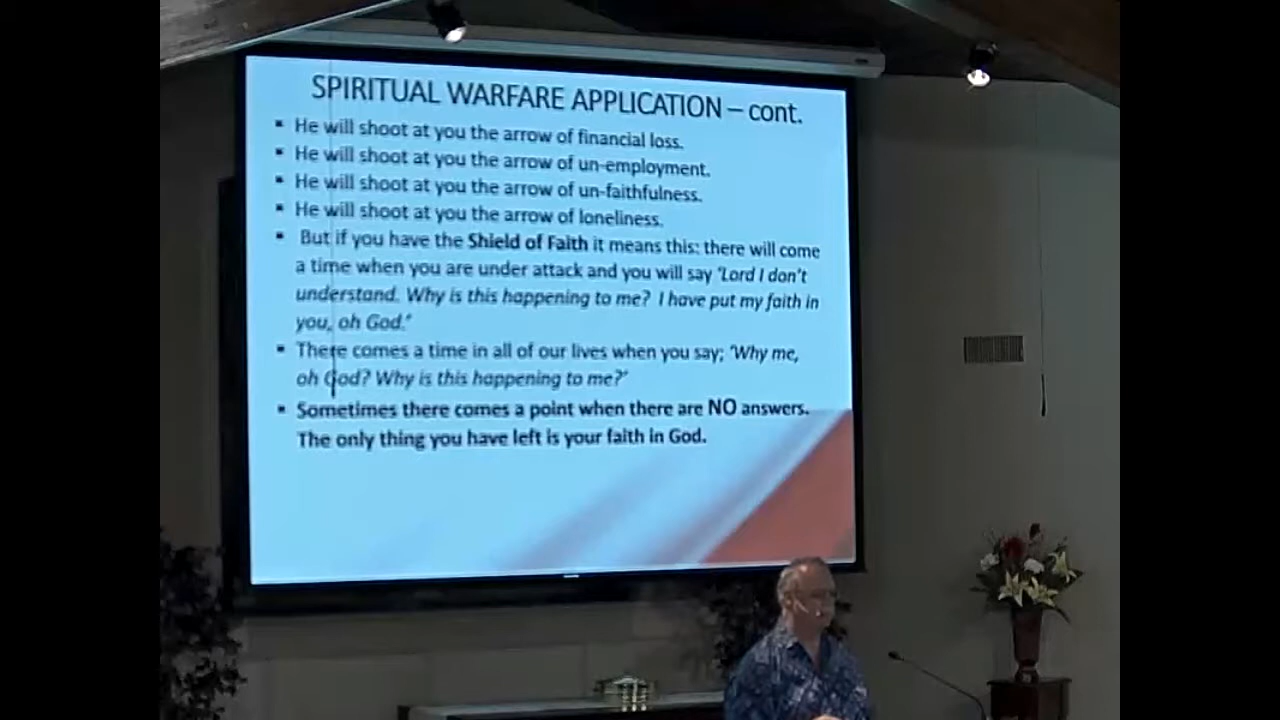 SPIRITUAL WARFARE APPLICATION – cont.
▪ He will shoot at you the arrow of financial loss.
▪ He will shoot at you the arrow of un-employment.
▪ He will shoot at you the arrow of un-faithfulness.
▪ He will shoot at you the arrow of loneliness.
▪ But if you have the Shield of Faith it means this: there will come
a time when you are under attack and you will say 'Lord I don't
understand. Why is this happening to me? I have put my faith in
you, oh God.'
▪ There comes a time in all of our lives when you say; 'Why me,
oh God? Why is this happening to me?'
▪ Sometimes there comes a point when there are NO answers.
The only thing you have left is your faith in God.